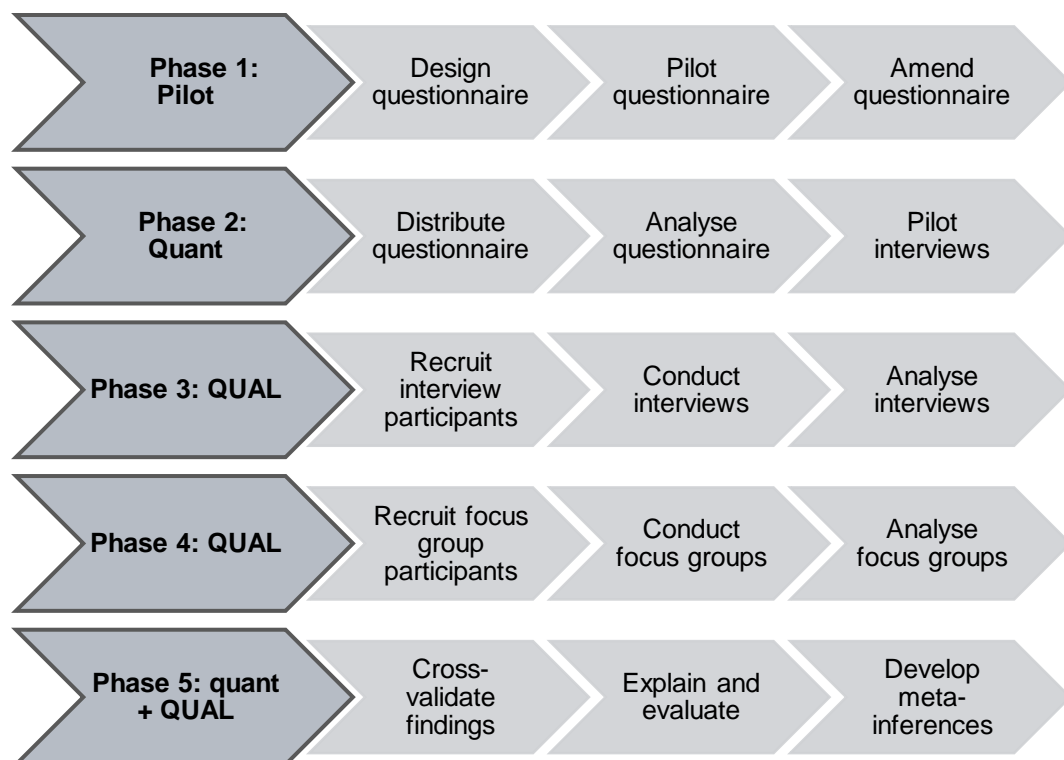 Phase 1:
Pilot
Design
questionnaire
Pilot
questionnaire
Amend
questionnaire
Phase 2:
Quant
Distribute
questionnaire
Analyse
questionnaire
Pilot
interviews
Phase 3: QUAL
Recruit
interview
participants
Conduct
interviews
Analyse
interviews
Phase 4: QUAL
Recruit focus
group
participants
Conduct
focus groups
Analyse
focus groups
Phase 5: quant
+ QUAL
Cross-
validate
findings
Explain and
evaluate
Develop
meta-
inferences